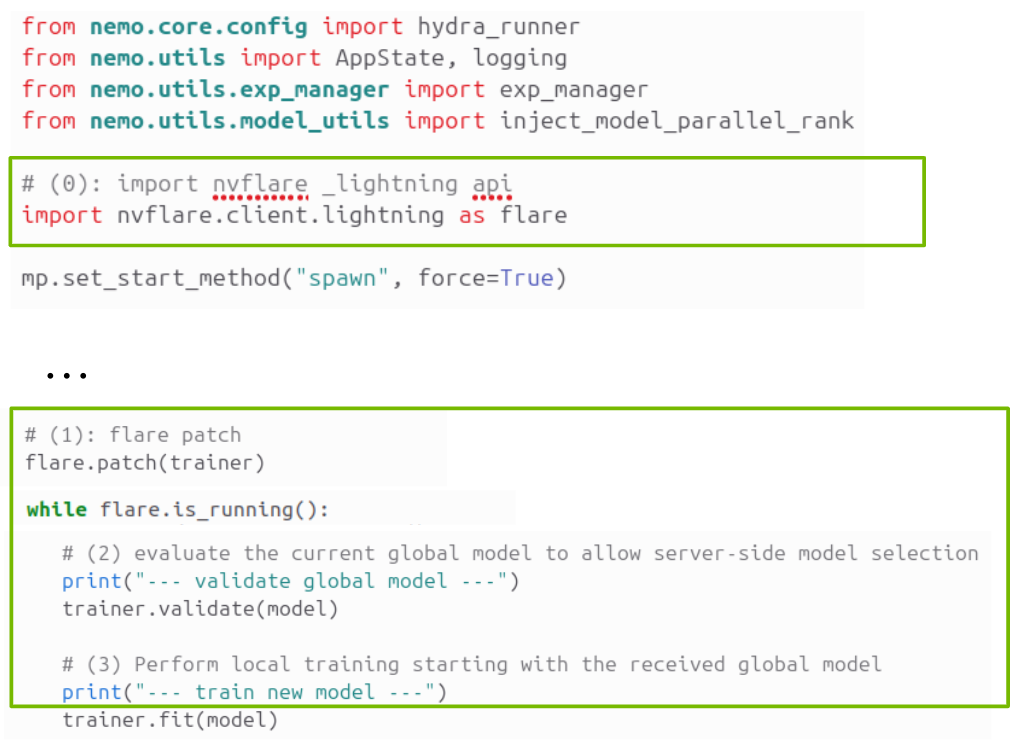 from nemo.core.config import hydra_runner
from nemo.utils import AppState, logging
from nemo.utils.exp_manager import exp_manager
from nemo.utils.model_utils import inject_model_parallel_rank
# (0): import nvflare _lightning api
import nvflare.client.lightning as flare
mp.set_start_method("spawn", force=True)
...
# (1): flare patch
flare.patch(trainer)
while flare.is_running():
# (2) evaluate the current global model to allow server-side model selection
print("--- validate global model ---")
trainer.validate(model)
# (3) Perform local training starting with the received global model
print("--- train new model ---")
trainer.fit(model)